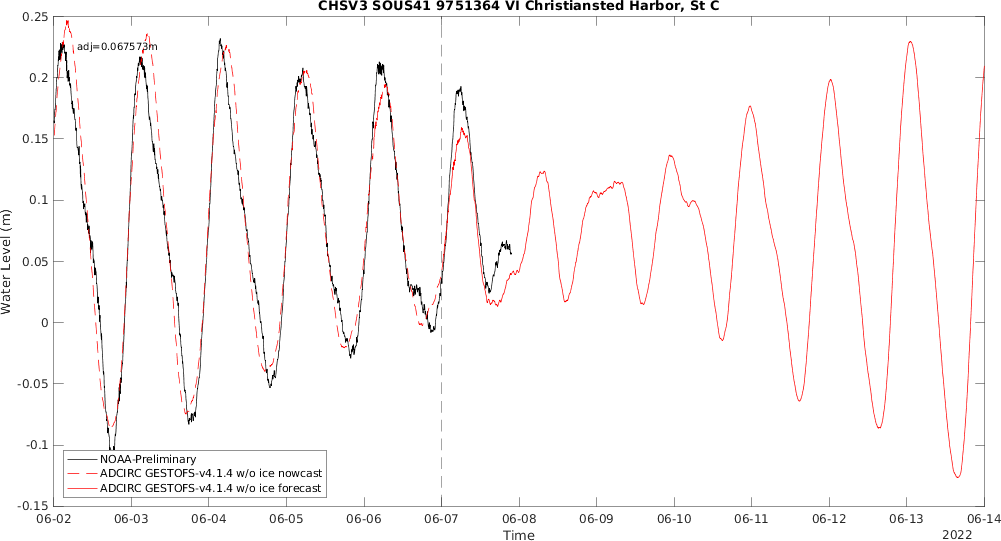 CHSV3 SOUS41 9751364 VI Christiansted Harbor, St C
adj=0.067573m
0.25
0.2
0.15
0.1
0.05
0
-0.05
-0.1
-0.15
Water Level (m)
NOAA-Preliminary
ADCIRC GESTOFS-v4.1.4 w/o ice nowcast
ADCIRC GESTOFS-v4.1.4 w/o ice forecast
06-02 06-03 06-04 06-05 06-06 06-07 06-08 06-09 06-10 06-11 06-12 06-13 06-14
Time
2022